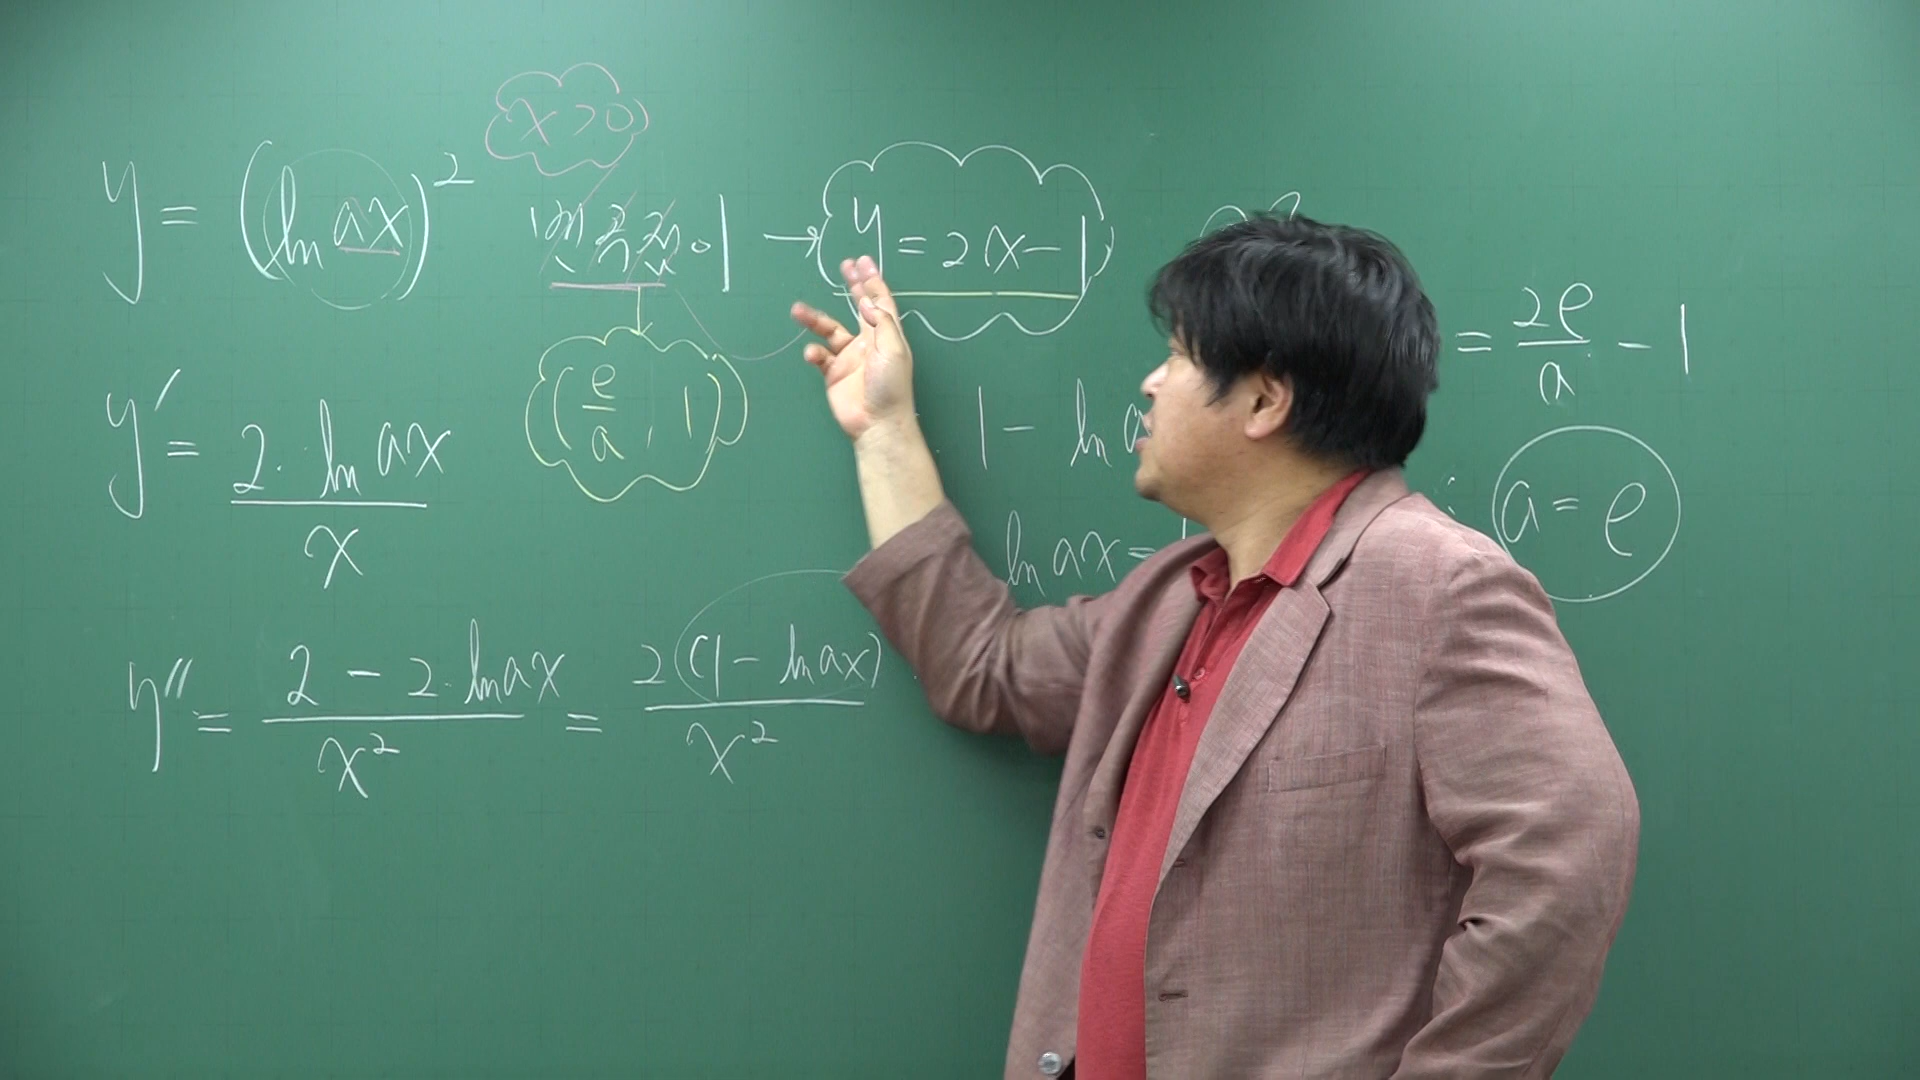 x > 0
y = (ln ax)² 변곡점이 → y = 2x - 1
= 2e/a - 1
(e/a, 1)
y' = 2·ln ax / x
1 - ln a
ln ax =
∴ a = e
y'' = 2 - 2·ln ax / x² = 2(1 - ln ax) / x²